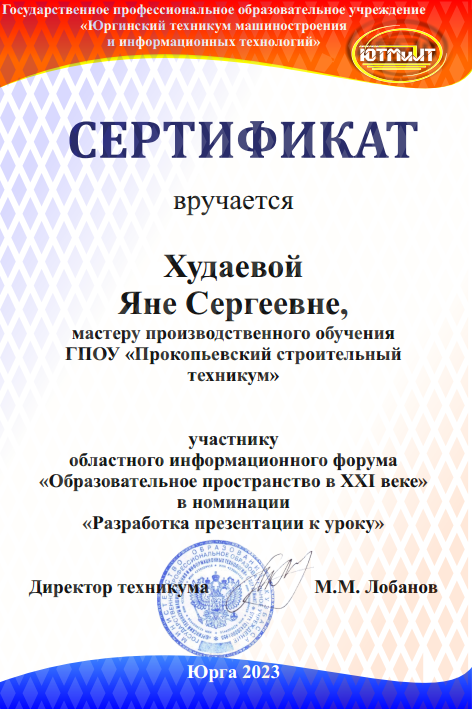 Государственное профессиональное образовательное учреждение
«Юргинский техникум машиностроения
и информационных технологий»
ЮТМиИТ
СЕРТИФИКАТ
вручается
Худаевой
Яне Сергеевне,
мастеру производственного обучения
ГПОУ «Прокопьевский строительный
техникум»
участнику
областного информационного форума
«Образовательное пространство в XXI веке»
в номинации
«Разработка презентации к уроку»
Директор техникума М.М. Лобанов
Юрга 2023